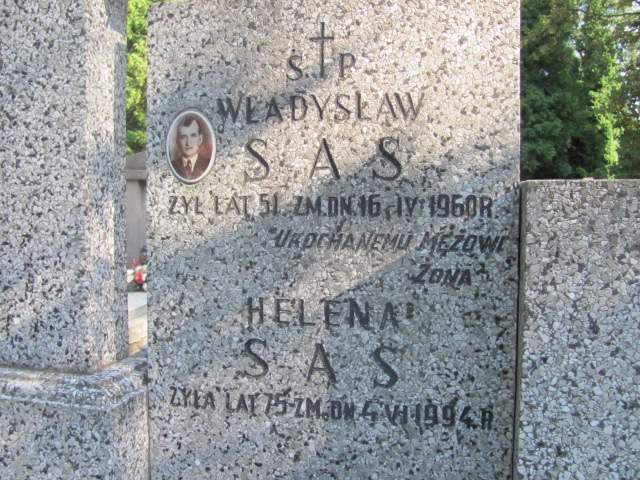 Ś P
WŁADYSŁAW
SAS
ŻYŁ LAT 51. ZM. DN. 16. IV. 1960R.
"UKOCHANEMU MĘŻOWI
ŻONA"
HELENA
SAS
ŻYŁA LAT 75 ZM. DN. 4 VI 1994 R